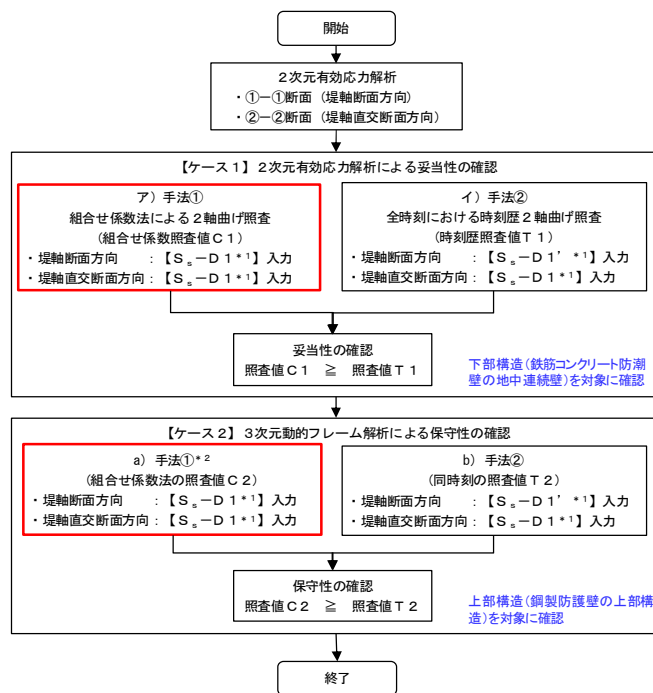 開始
2次元有効応力解析
・①－①断面（堤軸断面方向）
・②－②断面（堤軸直交断面方向）
【ケース１】２次元有効応力解析による妥当性の確認
ア）手法①
組合せ係数法による２軸曲げ照査
(組合せ係数照査値Ｃ１)
・堤軸断面方向　　：【Ｓｓ－Ｄ１*1】入力
・堤軸直交断面方向：【Ｓｓ－Ｄ１*1】入力
イ）手法②
全時刻における時刻歴２軸曲げ照査
(時刻歴照査値Ｔ１)
・堤軸断面方向　　：【Ｓｓ－Ｄ１’*1】入力
・堤軸直交断面方向：【Ｓｓ－Ｄ１*1】入力
妥当性の確認
照査値Ｃ１　≧　照査値Ｔ１
下部構造(鉄筋コンクリート防潮
壁の地中連続壁)を対象に確認
【ケース２】３次元動的フレーム解析による保守性の確認
a）手法①*2
(組合せ係数法の照査値Ｃ２)
・堤軸断面方向　　：【Ｓｓ－Ｄ１*1】入力
・堤軸直交断面方向：【Ｓｓ－Ｄ１*1】入力
b）手法②
(同時刻の照査値Ｔ２)
・堤軸断面方向　　：【Ｓｓ－Ｄ１’*1】入力
・堤軸直交断面方向：【Ｓｓ－Ｄ１*1】入力
保守性の確認
照査値Ｃ２　≧　照査値Ｔ２
上部構造(鋼製防護壁の上部構
造)を対象に確認
終了